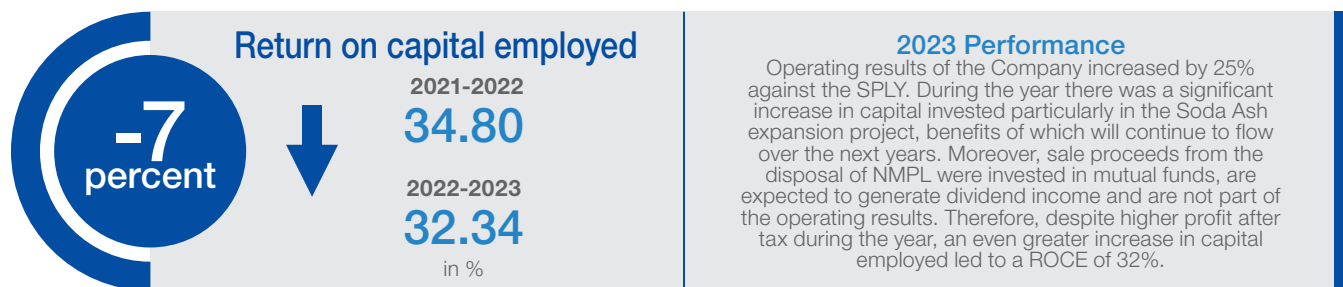 -7
percent
Return on capital employed
2021-2022
34.80
2022-2023
32.34
in %
2023 Performance
Operating results of the Company increased by 25%
against the SPLY. During the year there was a significant
increase in capital invested particularly in the Soda Ash
expansion project, benefits of which will continue to flow
over the next years. Moreover, sale proceeds from the
disposal of NMPL were invested in mutual funds, are
expected to generate dividend income and are not part of
the operating results. Therefore, despite higher profit after
tax during the year, an even greater increase in capital
employed led to a ROCE of 32%.